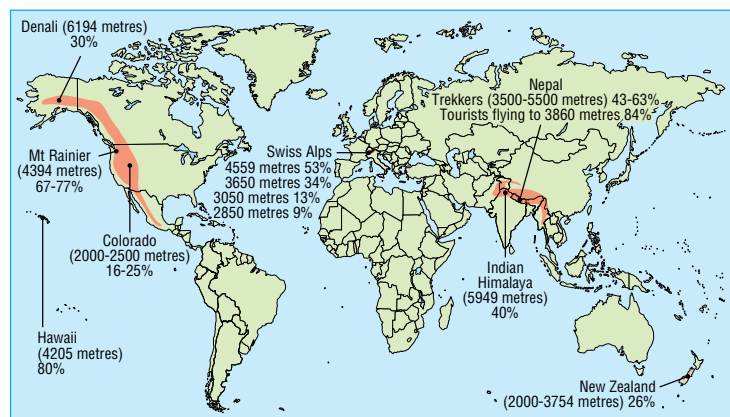 Denali (6194 metres)
30%
Nepal
Trekkers (3500-5500 metres) 43-63%
Tourists flying to 3860 metres 84%
Mt Rainier
(4394 metres)
67-77%
Swiss Alps
4559 metres 53%
3650 metres 34%
3050 metres 13%
2850 metres 9%
Colorado
(2000-2500 metres)
16-25%
Indian
Himalaya
(5949 metres)
40%
Hawaii
(4205 metres)
80%
New Zealand
(2000-3754 metres) 26%